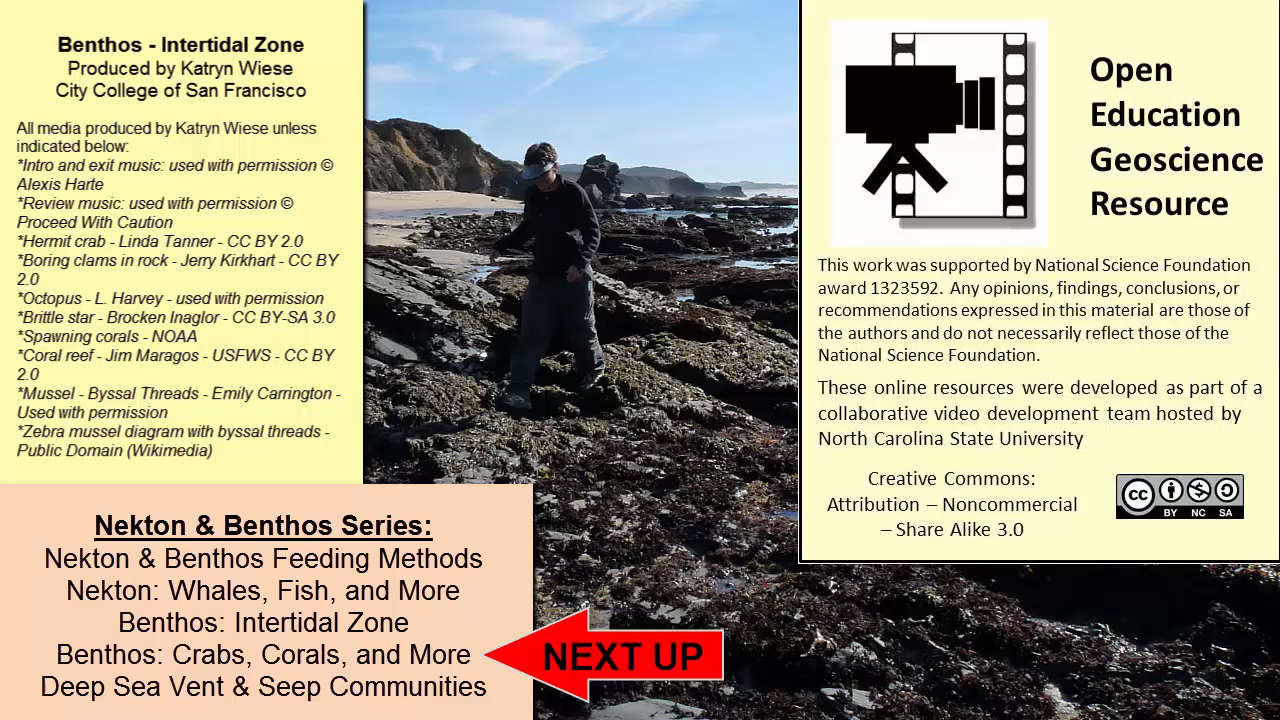 Benthos - Intertidal Zone
Produced by Katryn Wiese
City College of San Francisco
All media produced by Katryn Wiese unless
indicated below:
*Intro and exit music: used with permission ©
Alexis Harte
*Review music: used with permission ©
Proceed With Caution
*Hermit crab - Linda Tanner - CC BY 2.0
*Boring clams in rock - Jerry Kirkhart - CC BY
2.0
*Octopus - L. Harvey - used with permission
*Brittle star - Brocken Inaglor - CC BY-SA 3.0
*Spawning corals - NOAA
*Coral reef - Jim Maragos - USFWS - CC BY
2.0
*Mussel - Byssal Threads - Emily Carrington -
Used with permission
*Zebra mussel diagram with byssal threads -
Public Domain (Wikimedia)
Nekton & Benthos Series:
Nekton & Benthos Feeding Methods
Nekton: Whales, Fish, and More
Benthos: Intertidal Zone
Benthos: Crabs, Corals, and More
Deep Sea Vent & Seep Communities
NEXT UP
Open
Education
Geoscience
Resource
This work was supported by National Science Foundation
award 1323592. Any opinions, findings, conclusions, or
recommendations expressed in this material are those of
the authors and do not necessarily reflect those of the
National Science Foundation.
These online resources were developed as part of a
collaborative video development team hosted by
North Carolina State University
Creative Commons:
Attribution – Noncommercial
– Share Alike 3.0
cc
BY NC SA